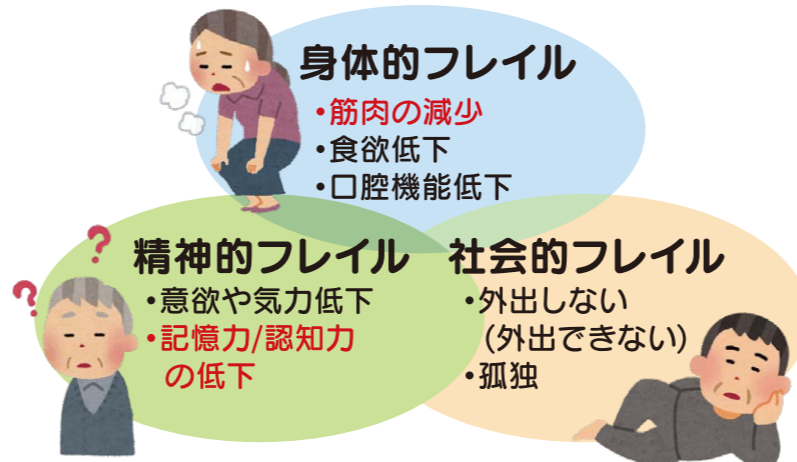 身体的フレイル
・筋肉の減少
・食欲低下
・口腔機能低下
精神的フレイル
・意欲や気力低下
・記憶力/認知力
の低下
社会的フレイル
・外出しない
（外出できない）
・孤独
? 
?